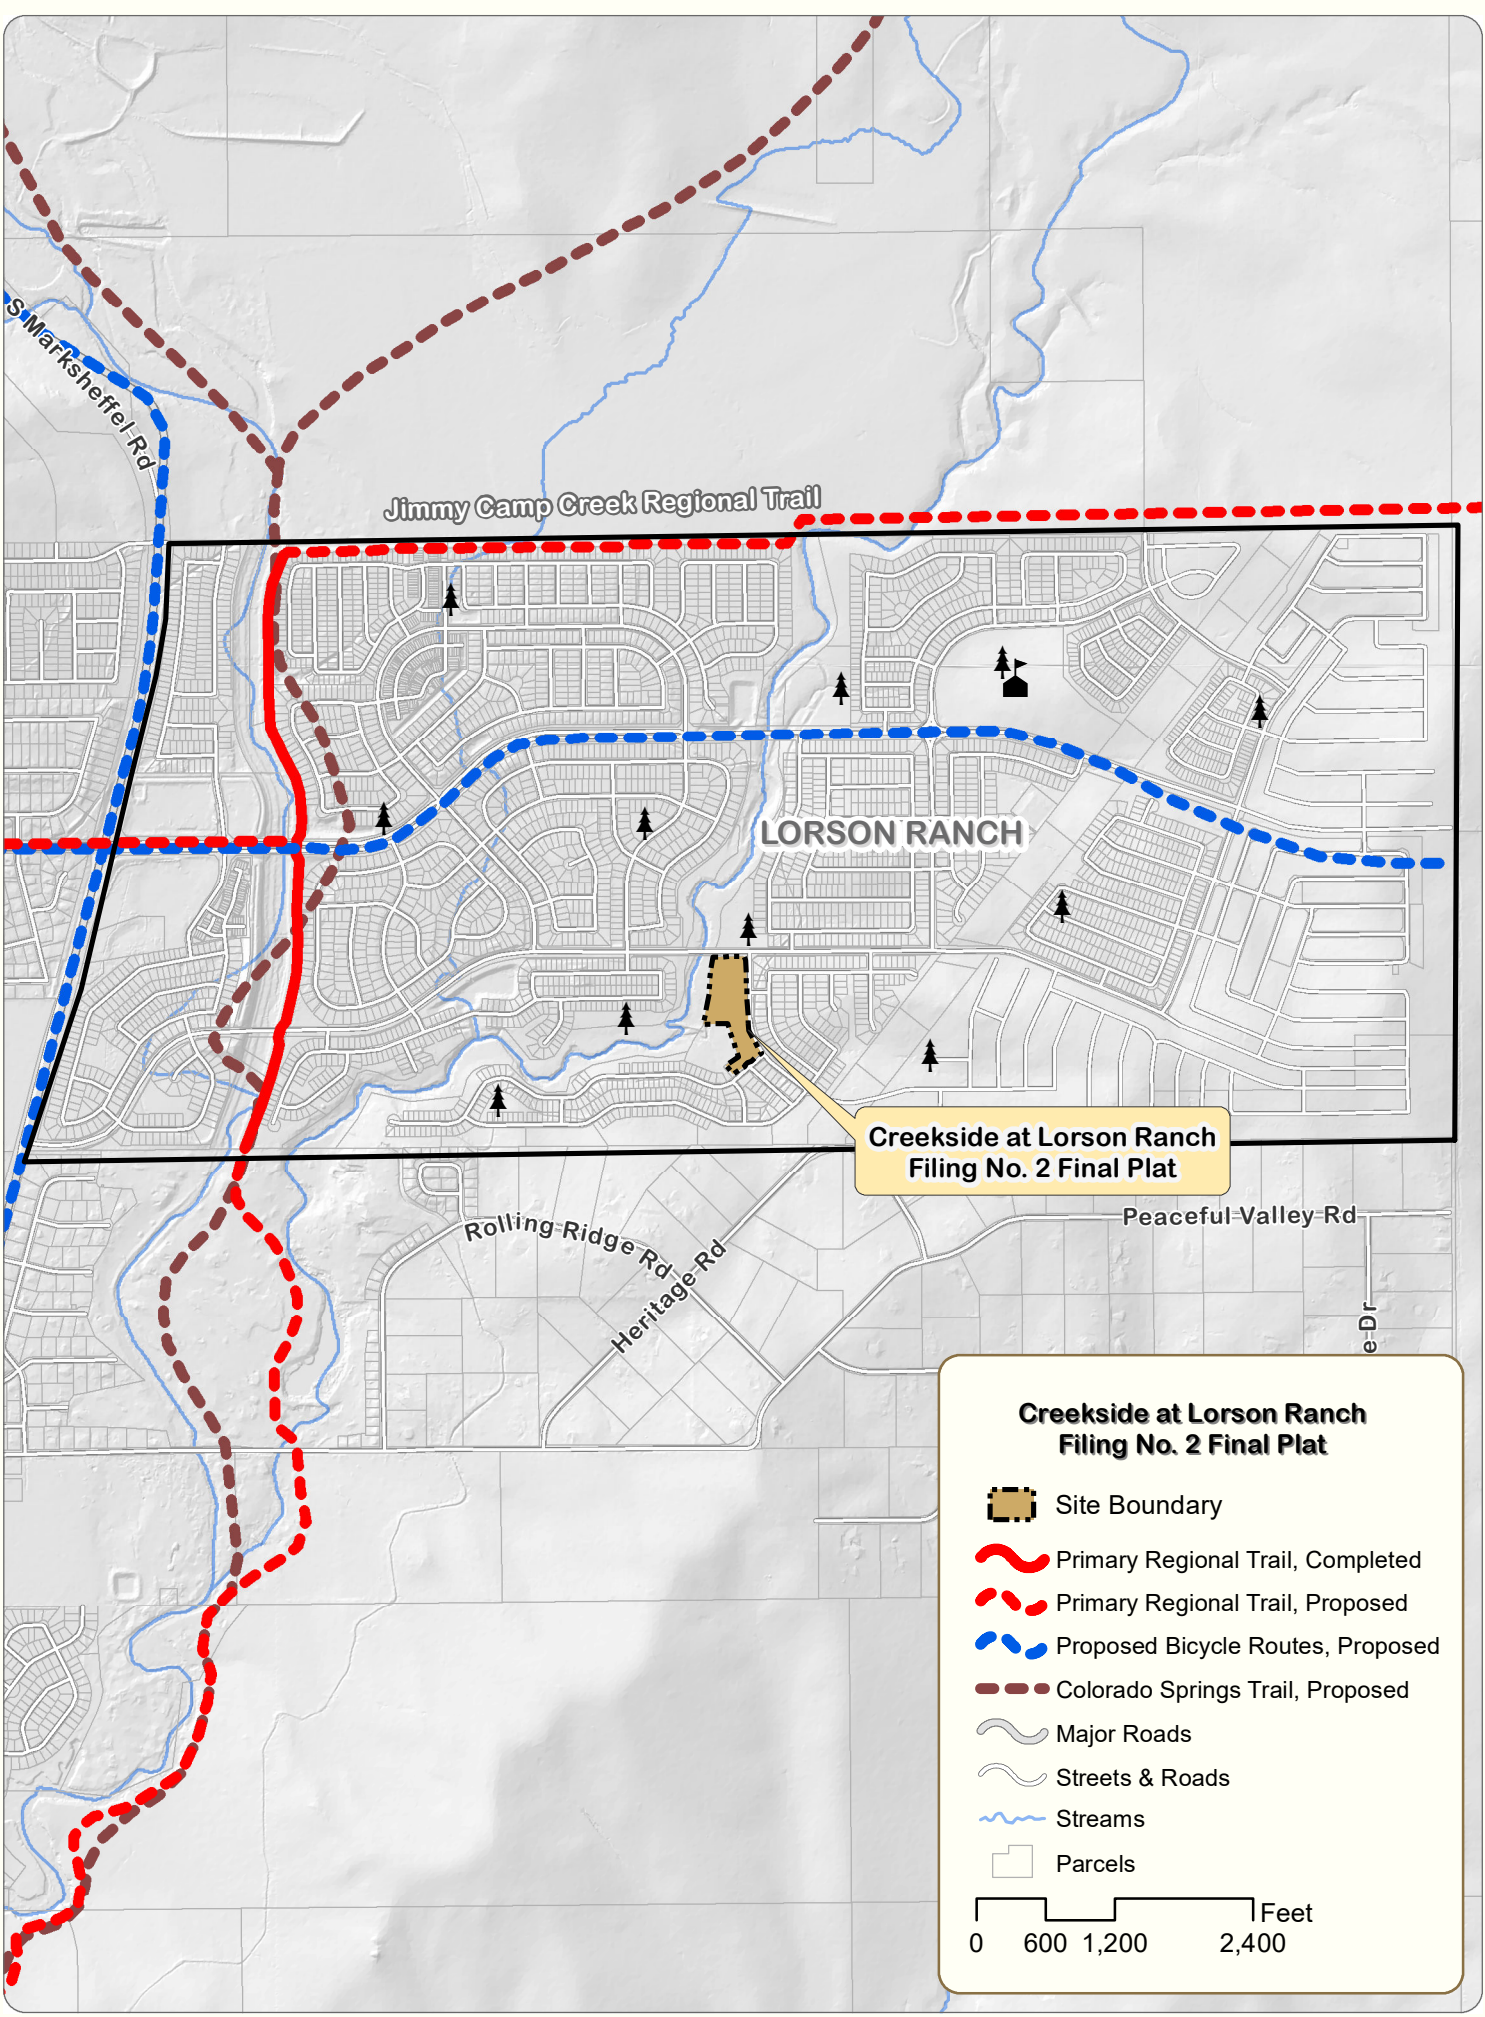 S Marksheffel Rd
Jimmy Camp Creek Regional Trail
LORSON RANCH
Creekside at Lorson Ranch
Filing No. 2 Final Plat
Peaceful Valley Rd
Rolling Ridge Rd
Heritage Rd
e Dr
Creekside at Lorson Ranch
Filing No. 2 Final Plat
Site Boundary
Primary Regional Trail, Completed
Primary Regional Trail, Proposed
Proposed Bicycle Routes, Proposed
Colorado Springs Trail, Proposed
Major Roads
Streets & Roads
Streams
Parcels
Feet
0 600 1,200 2,400